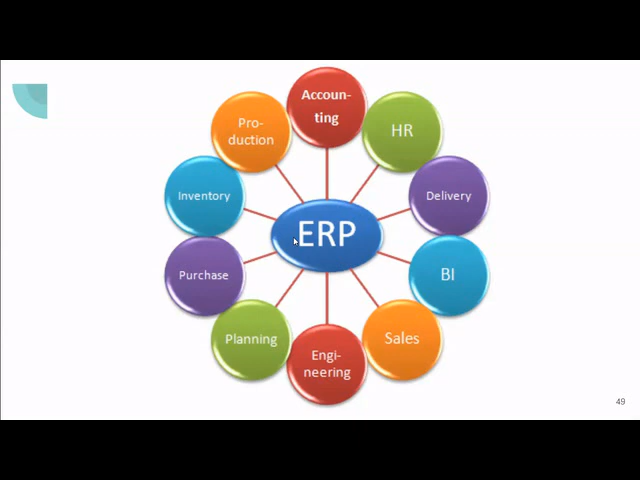 Accoun-
ting
HR
Delivery
BI
Sales
Engi-
neering
Planning
Purchase
Inventory
Pro-
duction
ERP
49